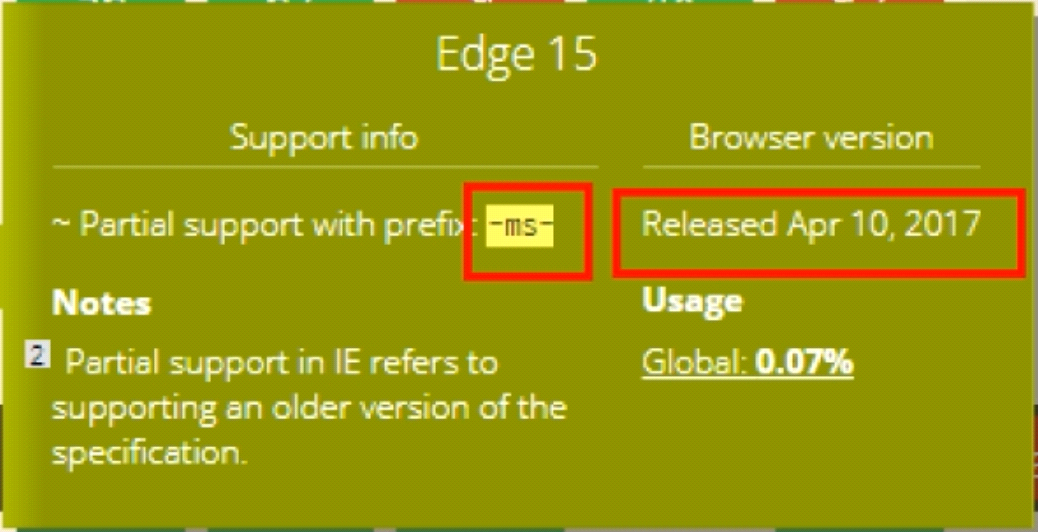 Edge 15
Support info
~ Partial support with prefix: -ms-
Notes
2 Partial support in IE refers to
supporting an older version of the
specification.
Browser version
Released Apr 10, 2017
Usage
Global: 0.07%